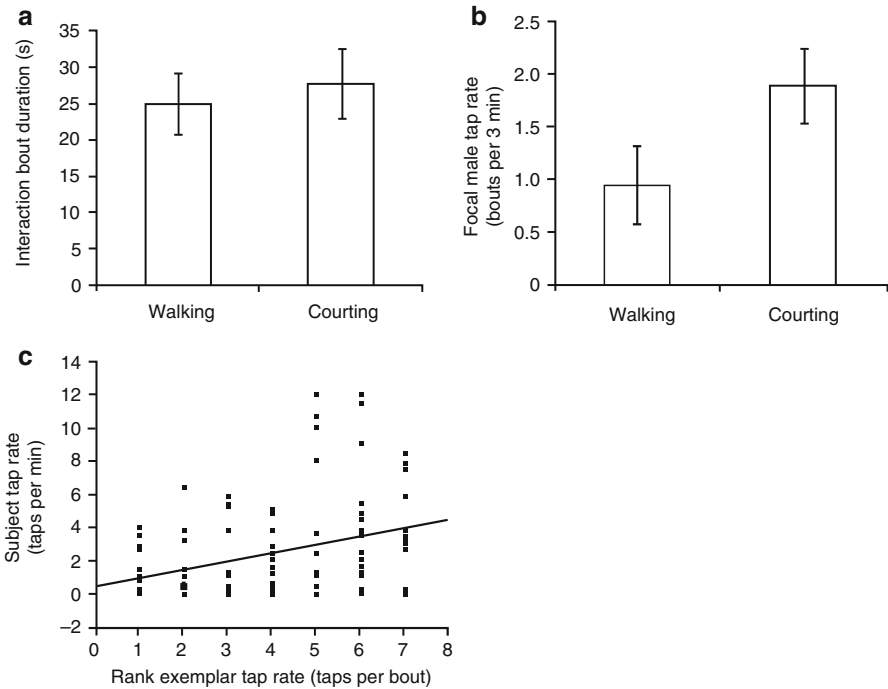 a
Interaction bout duration (s)
35
30
25
20
15
10
5
0
Walking Courting
b
Focal male tap rate
(bouts per 3 min)
2.5
2.0
1.5
1.0
0.5
0
Walking Courting
c
Subject tap rate
(taps per min)
14
12
10
8
6
4
2
0
−2
0 1 2 3 4 5 6 7 8
Rank exemplar tap rate (taps per bout)